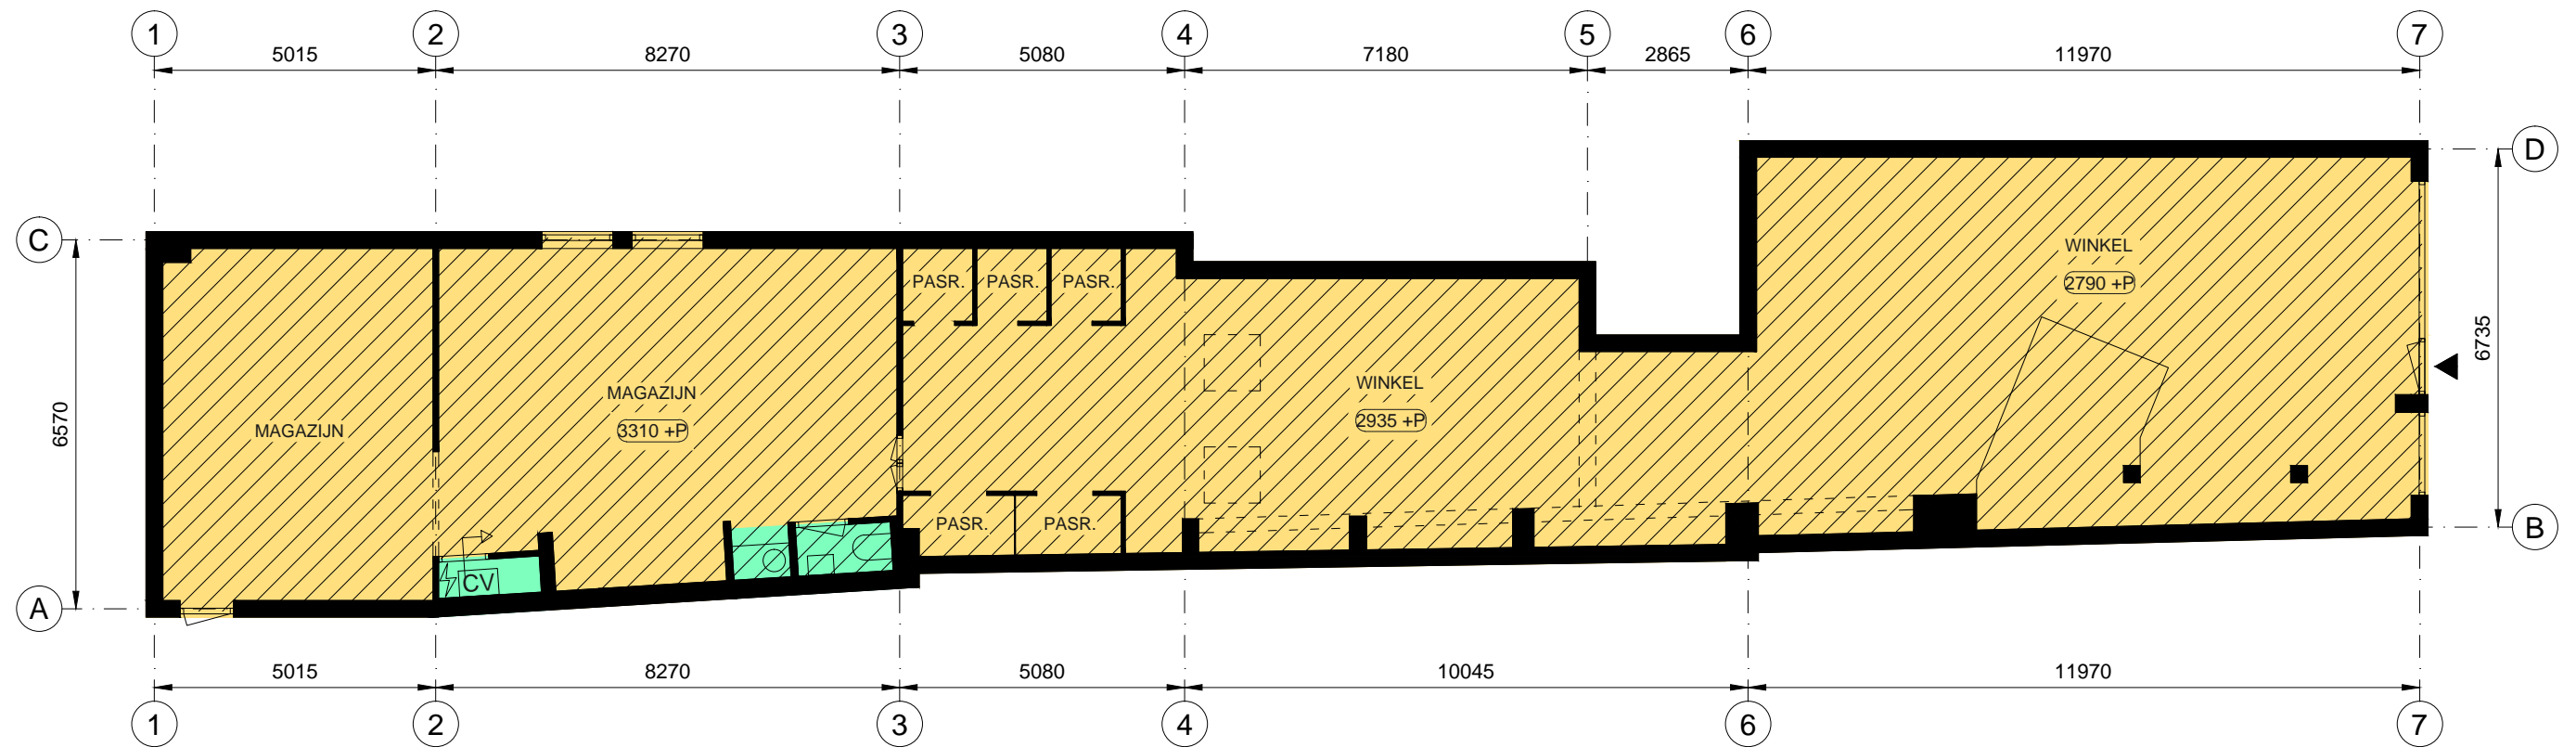 1 2 3 4 5 6 7
5015 8270 5080 7180 2865 11970
D
C
WINKEL
2790 +P
PASR. PASR. PASR.
6735
WINKEL
2935 +P
MAGAZIJN
3310 +P
MAGAZIJN
6570
PASR. PASR.
B
CV
A
5015 8270 5080 10045 11970
1 2 3 4 6 7